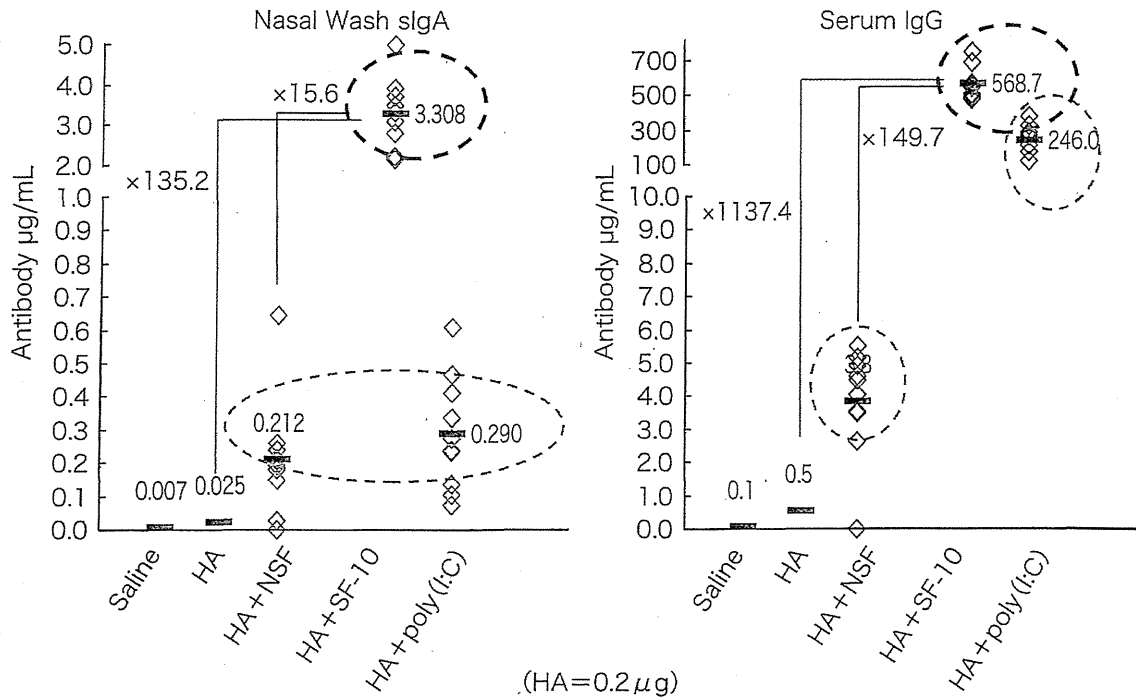 Nasal Wash sIgA
Antibody μg/mL
5.0
4.0
3.0
2.0
1.0
0.9
0.8
0.7
0.6
0.5
0.4
0.3
0.2
0.1
0.0
×15.6
×135.2
3.308
0.007
0.025
0.212
0.290
Saline
HA
HA+NSF
HA+SF-10
HA+poly(I:C)
Serum IgG
Antibody μg/mL
700
500
300
100
10.0
9.0
8.0
7.0
6.0
5.0
4.0
3.0
2.0
1.0
0.0
×149.7
×1137.4
568.7
246.0
0.1
0.5
Saline
HA
HA+NSF
HA+SF-10
HA+poly(I:C)
(HA=0.2μg)